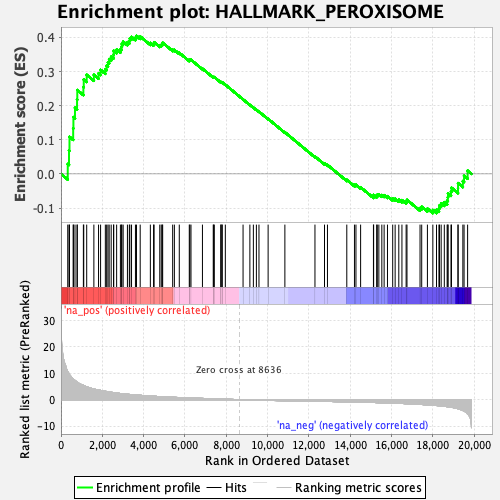 Enrichment plot: HALLMARK_PEROXISOME
Enrichment score (ES)
0.4
0.3
0.2
0.1
0.0
-0.1
'na_pos' (positively correlated)
Ranked list metric (PreRanked)
30
20
10
0
-10
Zero cross at 8636
'na_neg' (negatively correlated)
0
2,000
4,000
6,000
8,000
10,000
12,000
14,000
16,000
18,000
20,000
Rank in Ordered Dataset
Enrichment profile
Hits
Ranking metric scores